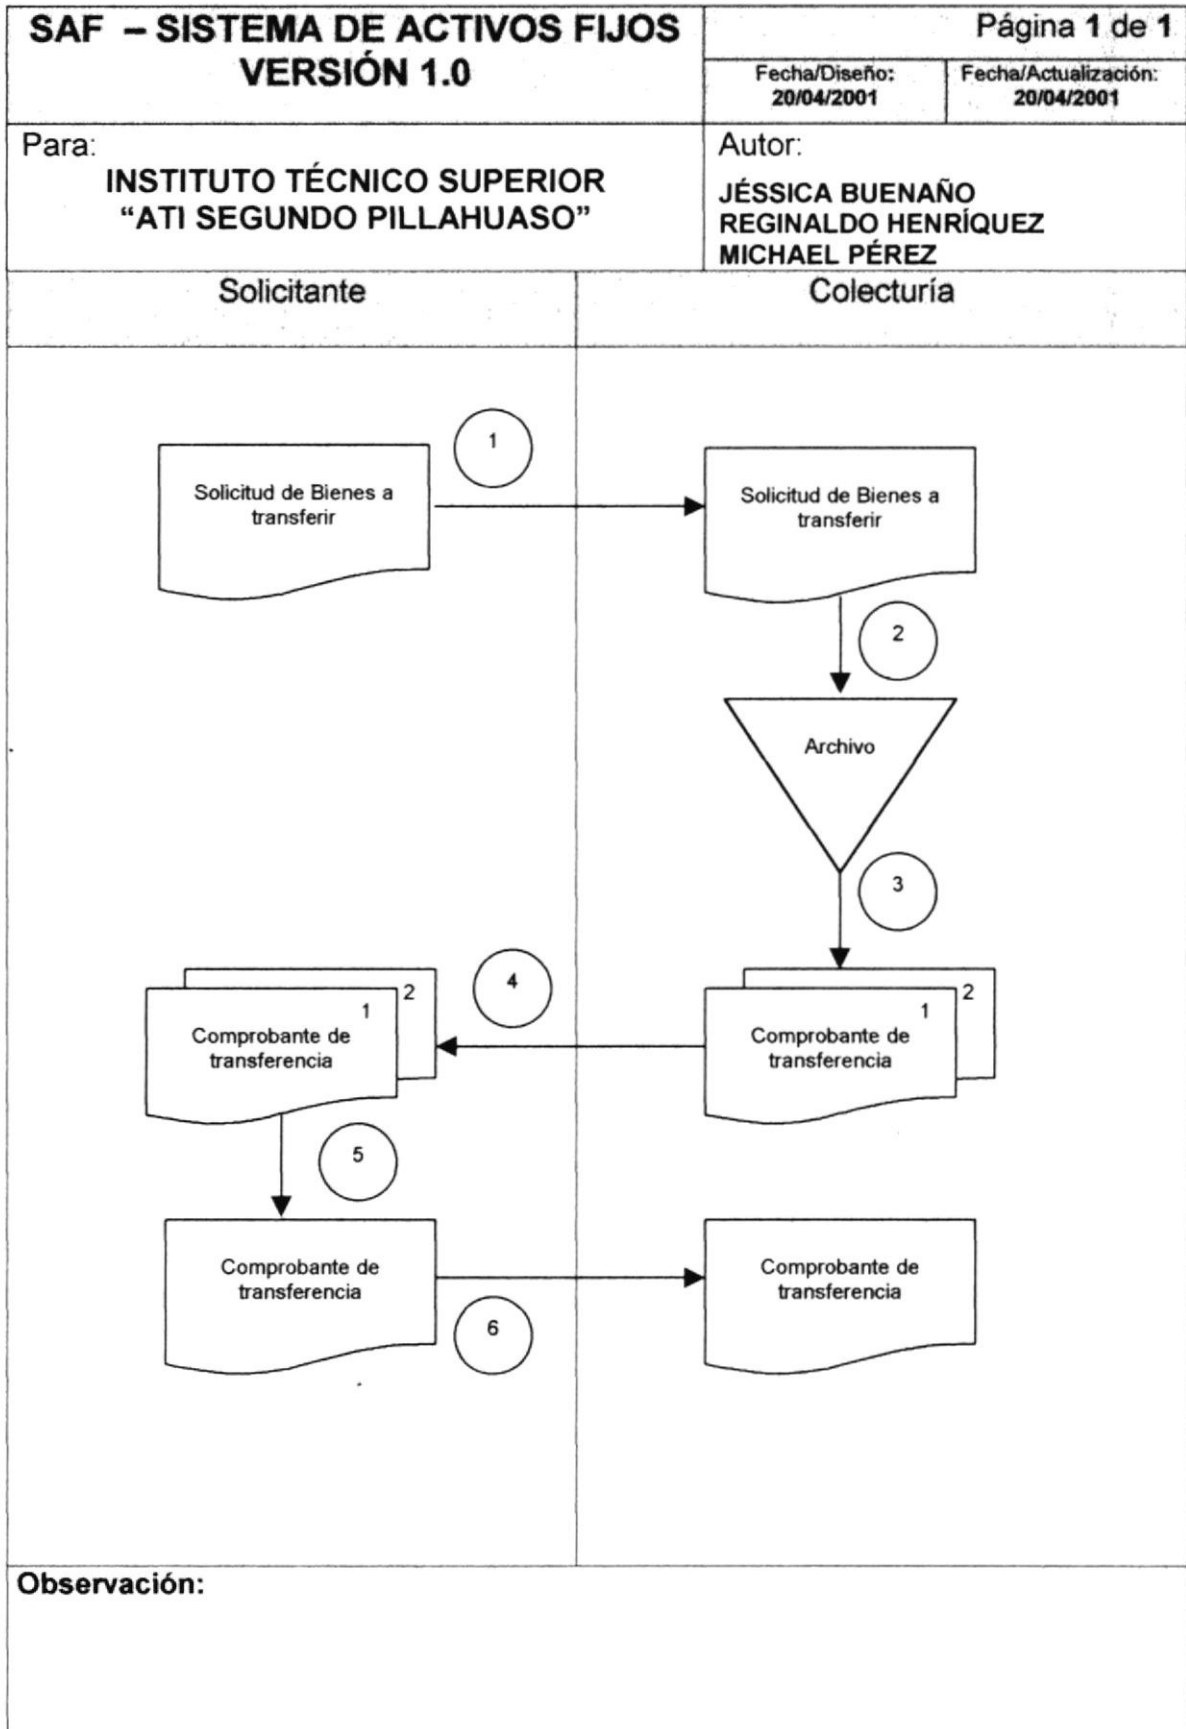 SAF – SISTEMA DE ACTIVOS FIJOS
VERSIÓN 1.0
Página 1 de 1
Fecha/Diseño:
20/04/2001
Fecha/Actualización:
20/04/2001
Para:
INSTITUTO TÉCNICO SUPERIOR
“ATI SEGUNDO PILLAHUASO”
Autor:
JÉSSICA BUENAÑO
REGINALDO HENRÍQUEZ
MICHAEL PÉREZ
Solicitante
Colecturía
1
Solicitud de Bienes a
transferir
Solicitud de Bienes a
transferir
2
Archivo
3
4
2
1
Comprobante de
transferencia
2
1
Comprobante de
transferencia
5
Comprobante de
transferencia
Comprobante de
transferencia
6
Observación: